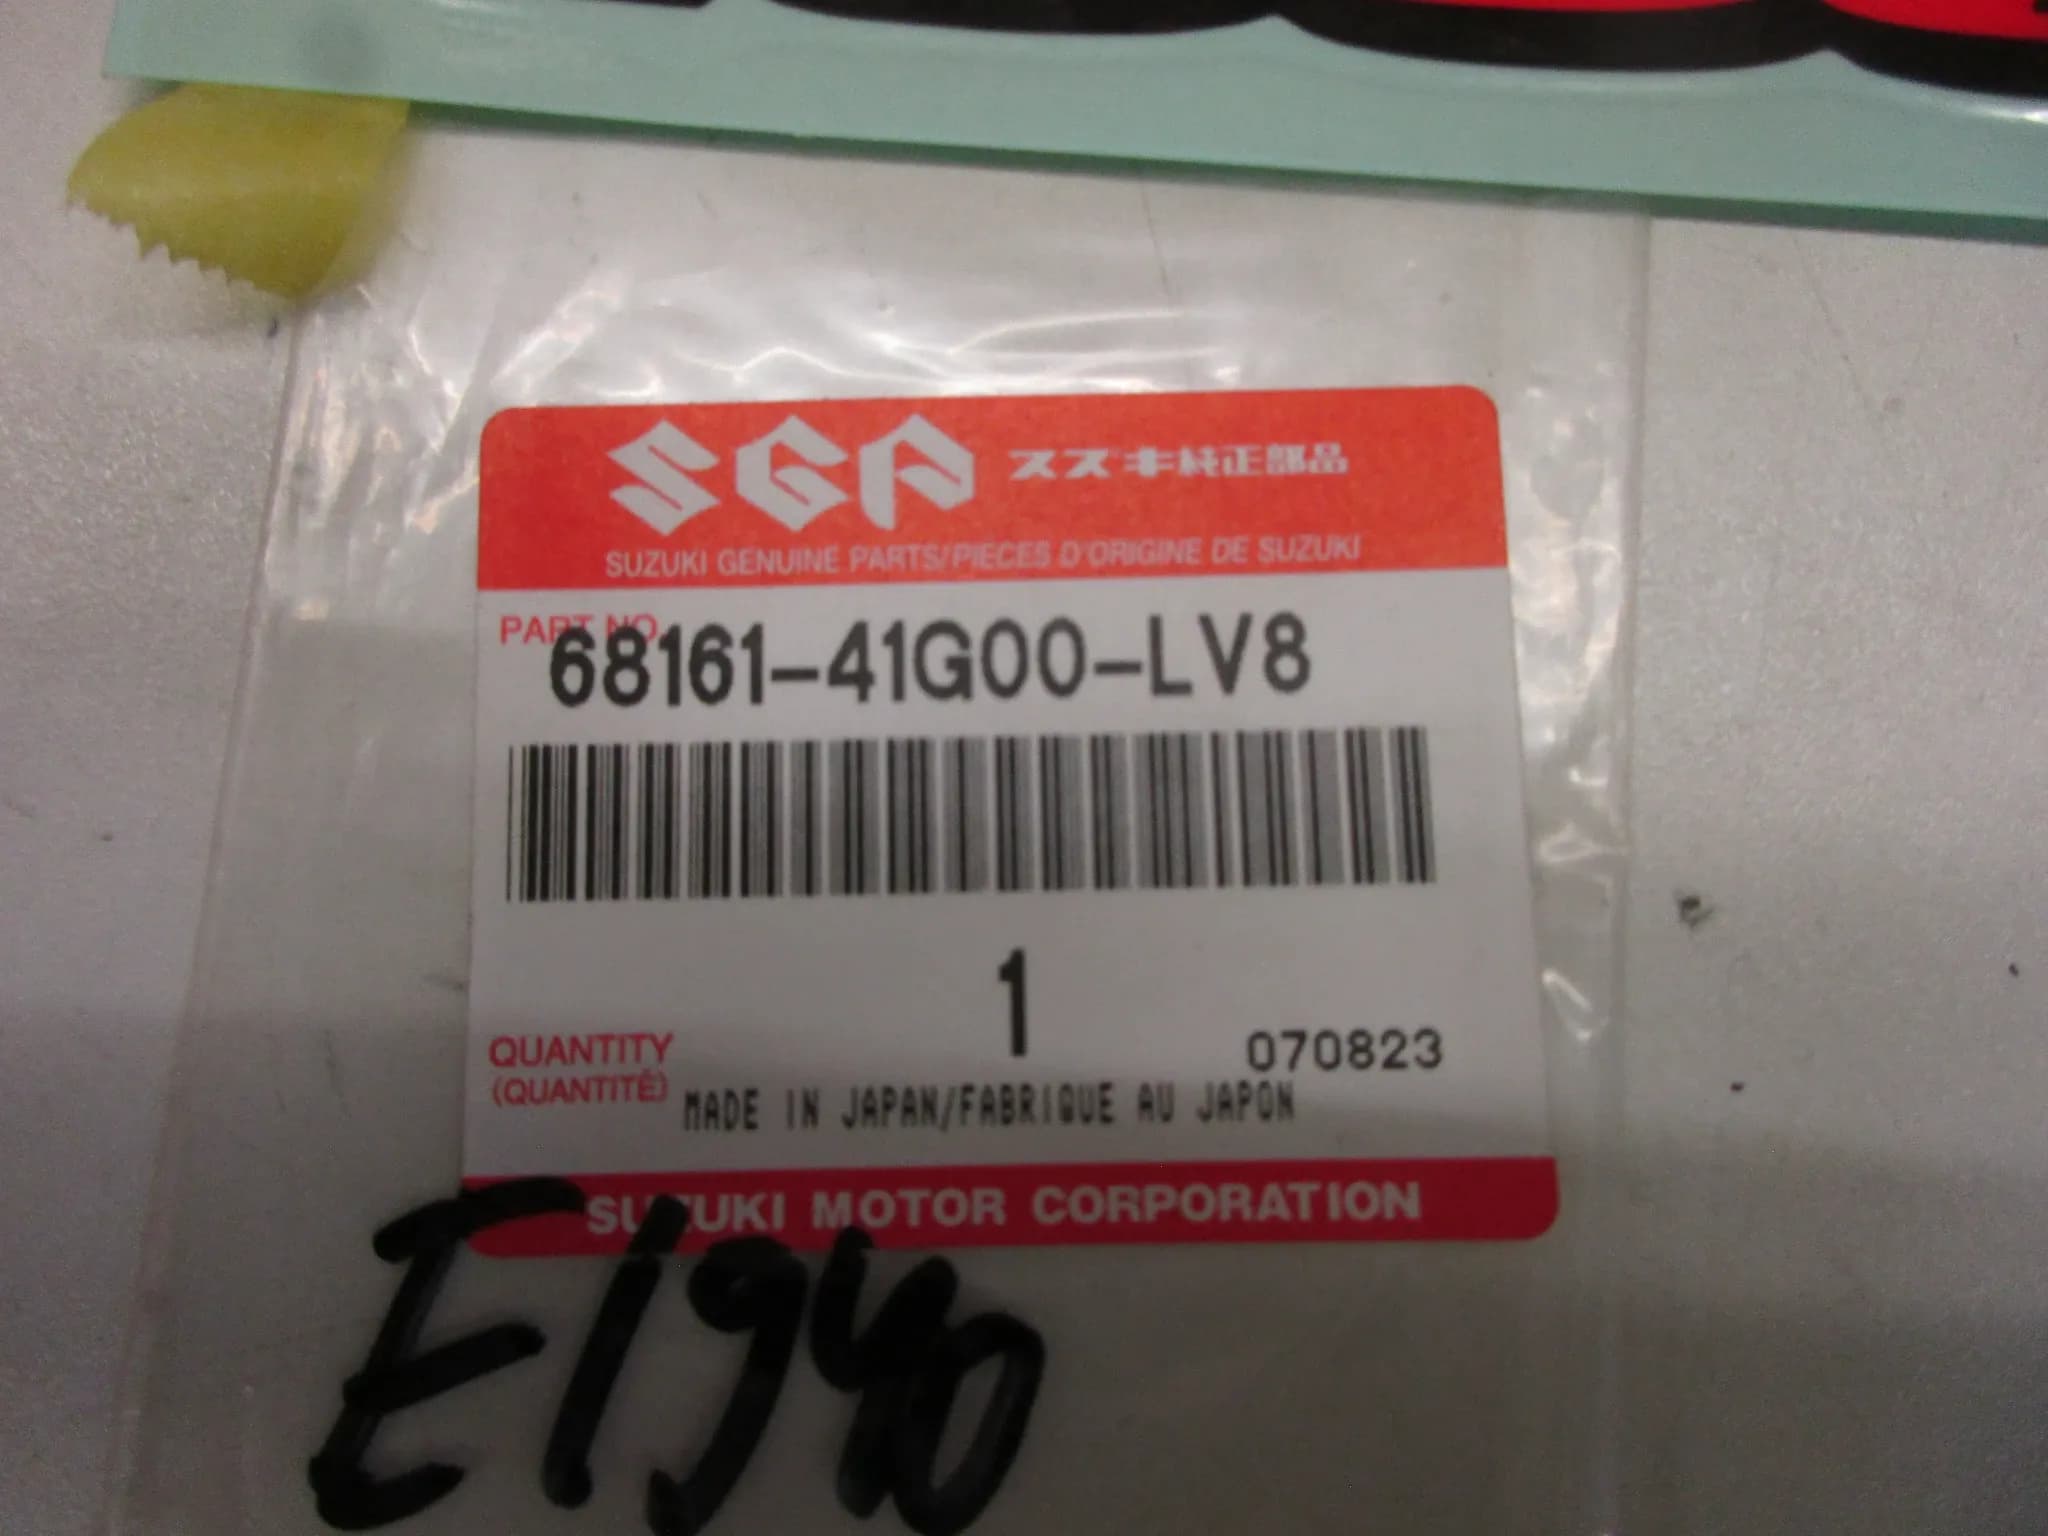 SGP スズキ純正部品
SUZUKI GENUINE PARTS/PIECES D'ORIGINE DE SUZUKI
PART NO.
68161-41G00-LV8
1
QUANTITY
(QUANTITÉ)
070823
MADE IN JAPAN/FABRIQUE AU JAPON
SUZUKI MOTOR CORPORATION
E1940